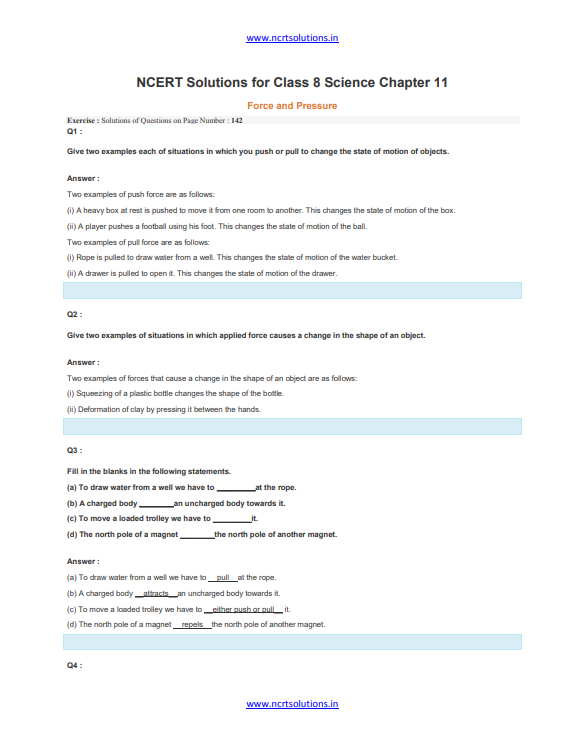 www.ncrtsolutions.in
NCERT Solutions for Class 8 Science Chapter 11
Force and Pressure
Exercise : Solutions of Questions on Page Number : 142
Q1 :
Give two examples each of situations in which you push or pull to change the state of motion of objects.
Answer :
Two examples of push force are as follows:
(i) A heavy box at rest is pushed to move it from one room to another. This changes the state of motion of the box.
(ii) A player pushes a football using his foot. This changes the state of motion of the ball.
Two examples of pull force are as follows:
(i) Rope is pulled to draw water from a well. This changes the state of motion of the water bucket.
(ii) A drawer is pulled to open it. This changes the state of motion of the drawer.
Q2 :
Give two examples of situations in which applied force causes a change in the shape of an object.
Answer :
Two examples of forces that cause a change in the shape of an object are as follows:
(i) Squeezing of a plastic bottle changes the shape of the bottle.
(ii) Deformation of clay by pressing it between the hands.
Q3 :
Fill in the blanks in the following statements.
(a) To draw water from a well we have to _________at the rope.
(b) A charged body ________an uncharged body towards it.
(c) To move a loaded trolley we have to _________it.
(d) The north pole of a magnet ________the north pole of another magnet.
Answer :
(a) To draw water from a well we have to __pull__at the rope.
(b) A charged body __attracts__an uncharged body towards it.
(c) To move a loaded trolley we have to __either push or pull__ it.
(d) The north pole of a magnet __repels__the north pole of another magnet.
Q4 :
www.ncrtsolutions.in